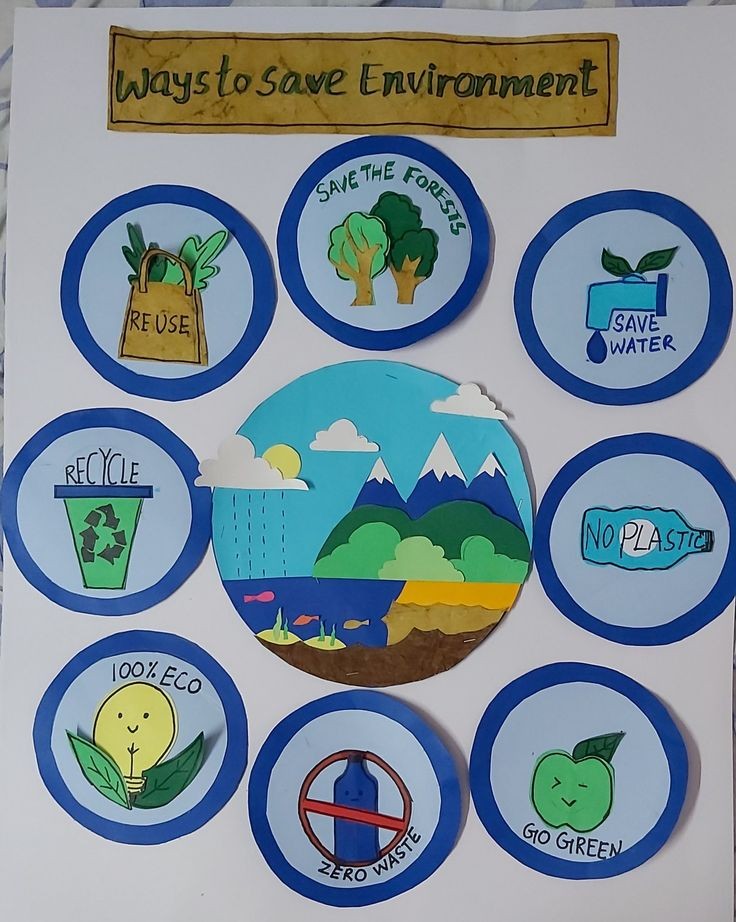 Ways to Save Environment
SAVE THE FORESTS
REUSE
SAVE
WATER
RECYCLE
NO PLASTIC
100% ECO
ZERO WASTE
GO GREEN